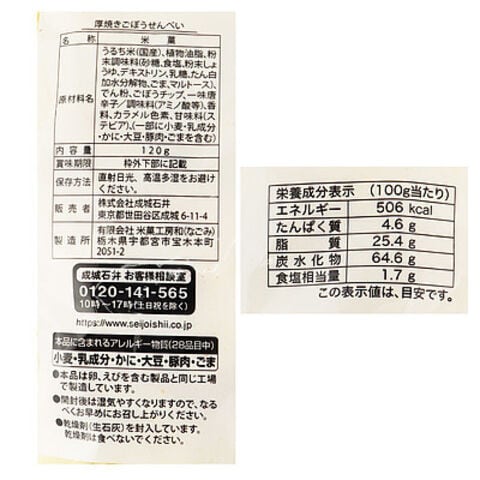 厚焼きごぼうせんべい
名称 米菓
原材料名 うるち米(国産)、植物油脂、粉
末調味料(砂糖、食塩、粉末しょ
うゆ、デキストリン、乳糖、たん白
加水分解物、ごま、マルトース)、
でん粉、ごぼうチップ、一味唐
辛子／調味料(アミノ酸等)、香
料、カラメル色素、甘味料(ス
テビア)、(一部に小麦・乳成分
・かに・大豆・豚肉・ごまを含む)
内容量 120g
賞味期限 枠外下部に記載
保存方法 直射日光、高温多湿をお避け
ください。
販売者 株式会社成城石井
東京都世田谷区成城 6-11-4
製造所 有限会社 米菓工房和(なごみ)
栃木県宇都宮市宝木本町
2051-2
成城石井 お客様相談室
0120-141-565
10時〜17時(土日祝を除く)
www.seijoishii.co.jp
本品に含まれるアレルギー物質(28品目中)
小麦・乳成分・かに・大豆・豚肉・ごま
●本品は卵、えびを含む製品と同じ工場
で製造しています。
●開封後は湿気やすくなりますので、なる
べくお早めにお召し上がりください。
●乾燥剤(生石灰)を封入しています。
乾燥剤は食べないでください。
栄養成分表示 (100g当たり)
エネルギー 506 kcal
たんぱく質 4.6 g
脂質 25.4 g
炭水化物 64.6 g
食塩相当量 1.7 g
この表示値は、目安です。